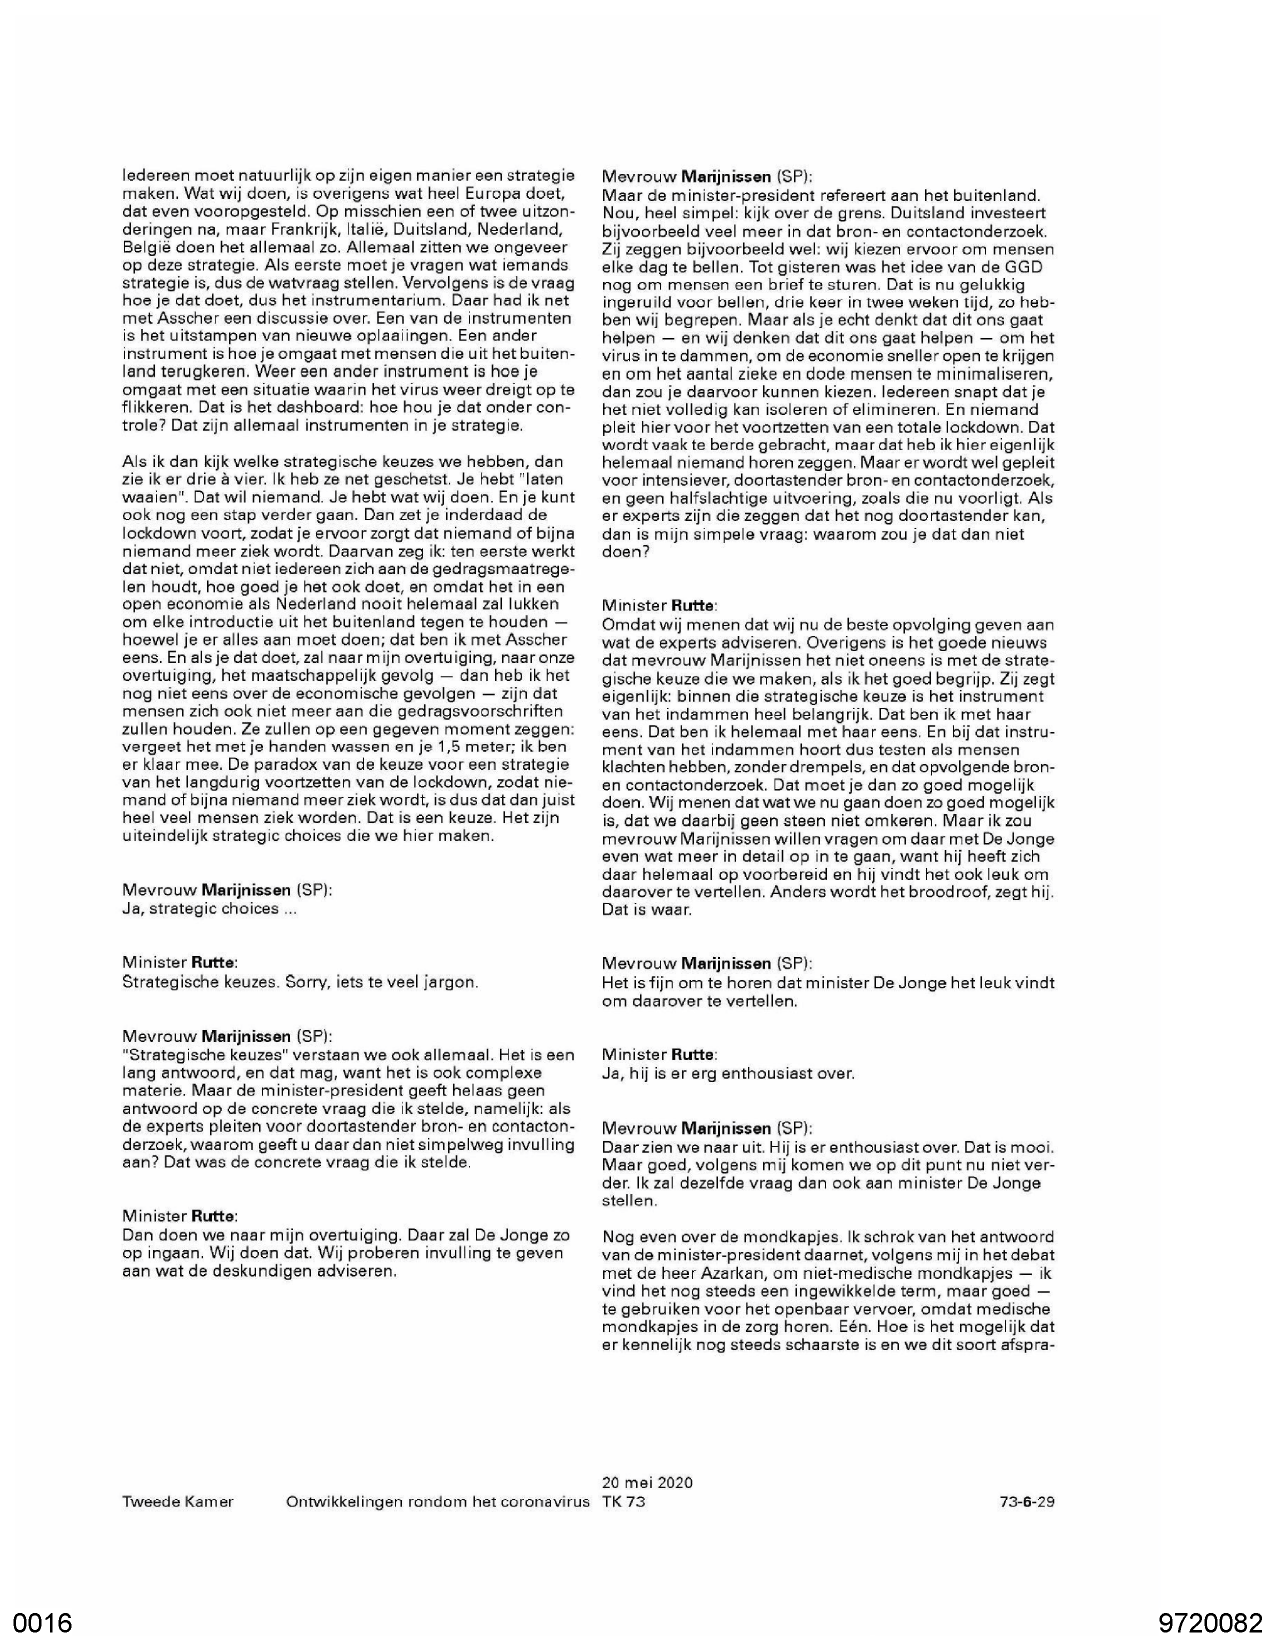 Iedereen moet natuurlijk op zijn eigen manier een strategie
maken. Wat wij doen, is overigens wat heel Europa doet,
dat even vooropgesteld. Op misschien een of twee uitzon-
deringen na, maar Frankrijk, Italië, Duitsland, Nederland,
België doen het allemaal zo. Allemaal zitten we ongeveer
op deze strategie. Als eerste moet je vragen wat iemands
strategie is, dus de watvraag stellen. Vervolgens is de vraag
hoe je dat doet, dus het instrumentarium. Daar had ik net
met Asscher een discussie over. Een van de instrumenten
is het uitstampen van nieuwe oplaaiingen. Een ander
instrument is hoe je omgaat met mensen die uit het buiten-
land terugkeren. Weer een ander instrument is hoe je
omgaat met een situatie waarin het virus weer dreigt op te
flikkeren. Dat is het dashboard: hoe hou je dat onder con-
trole? Dat zijn allemaal instrumenten in je strategie.
Als ik dan kijk welke strategische keuzes we hebben, dan
zie ik er drie à vier. Ik heb ze net geschetst. Je hebt "laten
waaien". Dat wil niemand. Je hebt wat wij doen. En je kunt
ook nog een stap verder gaan. Dan zet je inderdaad de
lockdown voort, zodat je ervoor zorgt dat niemand of bijna
niemand meer ziek wordt. Daarvan zeg ik: ten eerste werkt
dat niet, omdat niet iedereen zich aan de gedragsmaatrege-
len houdt, hoe goed je het ook doet, en omdat het in een
open economie als Nederland nooit helemaal zal lukken
om elke introductie uit het buitenland tegen te houden —
hoewel je er alles aan moet doen; dat ben ik met Asscher
eens. En als je dat doet, zal naar mijn overtuiging, naar onze
overtuiging, het maatschappelijk gevolg — dan heb ik het
nog niet eens over de economische gevolgen — zijn dat
mensen zich ook niet meer aan die gedragsvoorschriften
zullen houden. Ze zullen op een gegeven moment zeggen:
vergeet het met je handen wassen en je 1,5 meter; ik ben
er klaar mee. De paradox van de keuze voor een strategie
van het langdurig voortzetten van de lockdown, zodat nie-
mand of bijna niemand meer ziek wordt, is dus dat dan juist
heel veel mensen ziek worden. Dat is een keuze. Het zijn
uiteindelijk strategic choices die we hier maken.
Mevrouw Marijnissen (SP):
Ja, strategic choices ...
Minister Rutte:
Strategische keuzes. Sorry, iets te veel jargon.
Mevrouw Marijnissen (SP):
"Strategische keuzes" verstaan we ook allemaal. Het is een
lang antwoord, en dat mag, want het is ook complexe
materie. Maar de minister-president geeft helaas geen
antwoord op de concrete vraag die ik stelde, namelijk: als
de experts pleiten voor doortastender bron- en contacton-
derzoek, waarom geeft u daar dan niet simpelweg invulling
aan? Dat was de concrete vraag die ik stelde.
Minister Rutte:
Dan doen we naar mijn overtuiging. Daar zal De Jonge zo
op ingaan. Wij doen dat. Wij proberen invulling te geven
aan wat de deskundigen adviseren.
Mevrouw Marijnissen (SP):
Maar de minister-president refereert aan het buitenland.
Nou, heel simpel: kijk over de grens. Duitsland investeert
bijvoorbeeld veel meer in dat bron- en contactonderzoek.
Zij zeggen bijvoorbeeld wel: wij kiezen ervoor om mensen
elke dag te bellen. Tot gisteren was het idee van de GGD
nog om mensen een brief te sturen. Dat is nu gelukkig
ingeruild voor bellen, drie keer in twee weken tijd, zo heb-
ben wij begrepen. Maar als je echt denkt dat dit ons gaat
helpen — en wij denken dat dit ons gaat helpen — om het
virus in te dammen, om de economie sneller open te krijgen
en om het aantal zieke en dode mensen te minimaliseren,
dan zou je daarvoor kunnen kiezen. Iedereen snapt dat je
het niet volledig kan isoleren of elimineren. En niemand
pleit hier voor het voortzetten van een totale lockdown. Dat
wordt vaak te berde gebracht, maar dat heb ik hier eigenlijk
helemaal niemand horen zeggen. Maar er wordt wel gepleit
voor intensiever, doortastender bron- en contactonderzoek,
en geen halfslachtige uitvoering, zoals die nu voorligt. Als
er experts zijn die zeggen dat het nog doortastender kan,
dan is mijn simpele vraag: waarom zou je dat dan niet
doen?
Minister Rutte:
Omdat wij menen dat wij nu de beste opvolging geven aan
wat de experts adviseren. Overigens is het goede nieuws
dat mevrouw Marijnissen het niet oneens is met de strate-
gische keuze die we maken, als ik het goed begrijp. Zij zegt
eigenlijk: binnen die strategische keuze is het instrument
van het indammen heel belangrijk. Dat ben ik met haar
eens. Dat ben ik helemaal met haar eens. En bij dat instru-
ment van het indammen hoort dus testen als mensen
klachten hebben, zonder drempels, en dat opvolgende bron-
en contactonderzoek. Dat moet je dan zo goed mogelijk
doen. Wij menen dat wat we nu gaan doen zo goed mogelijk
is, dat we daarbij geen steen niet omkeren. Maar ik zou
mevrouw Marijnissen willen vragen om daar met De Jonge
even wat meer in detail op in te gaan, want hij heeft zich
daar helemaal op voorbereid en hij vindt het ook leuk om
daarover te vertellen. Anders wordt het broodroof, zegt hij.
Dat is waar.
Mevrouw Marijnissen (SP):
Het is fijn om te horen dat minister De Jonge het leuk vindt
om daarover te vertellen.
Minister Rutte:
Ja, hij is er erg enthousiast over.
Mevrouw Marijnissen (SP):
Daar zien we naar uit. Hij is er enthousiast over. Dat is mooi.
Maar goed, volgens mij komen we op dit punt nu niet ver-
der. Ik zal dezelfde vraag dan ook aan minister De Jonge
stellen.
Nog even over de mondkapjes. Ik schrok van het antwoord
van de minister-president daarnet, volgens mij in het debat
met de heer Azarkan, om niet-medische mondkapjes — ik
vind het nog steeds een ingewikkelde term, maar goed —
te gebruiken voor het openbaar vervoer, omdat medische
mondkapjes in de zorg horen. Eén. Hoe is het mogelijk dat
er kennelijk nog steeds schaarste is en we dit soort afspra-
20 mei 2020
Tweede Kamer Ontwikkelingen rondom het coronavirus TK 73 73-6-29
0016 9720082